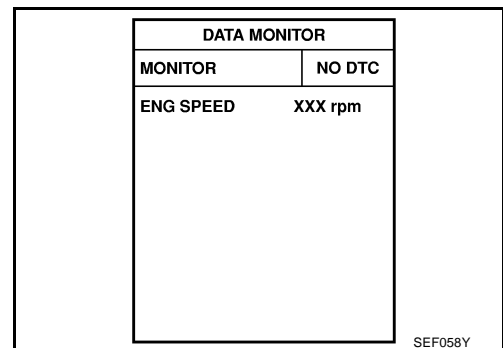 DATA MONITOR
MONITOR NO DTC
ENG SPEED XXX rpm
SEF058Y